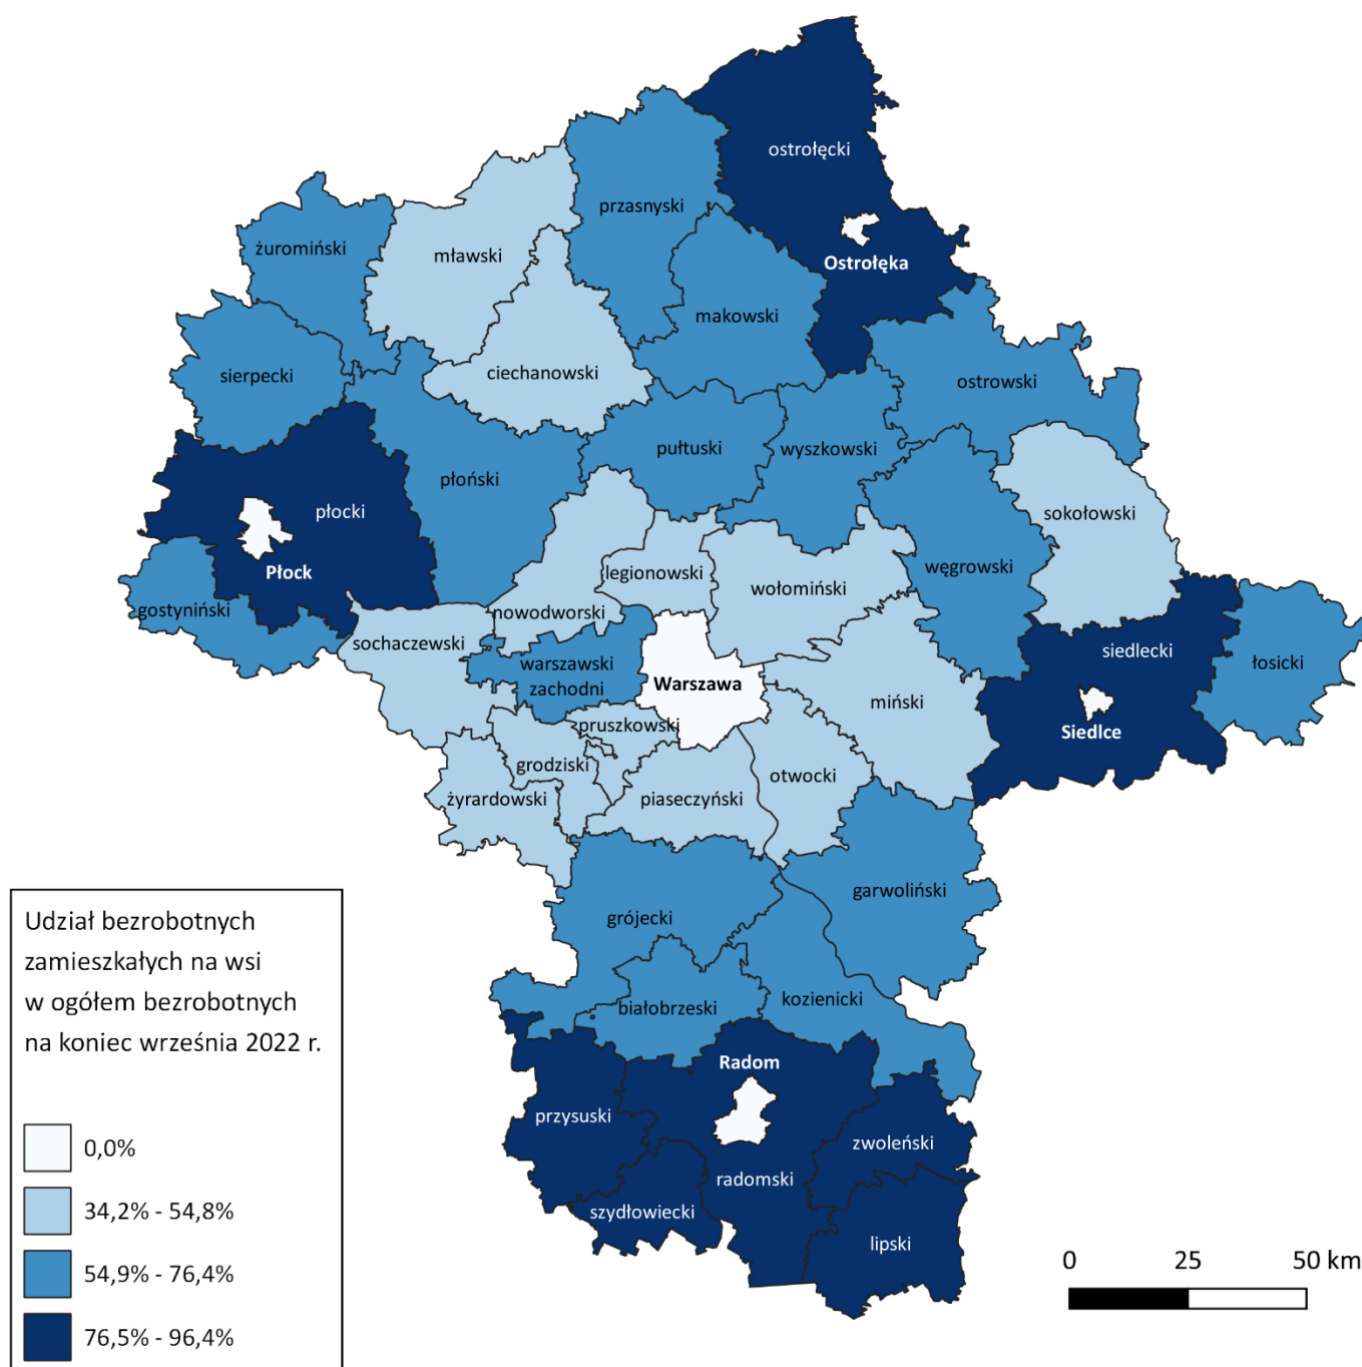 ostrołęcki
przasnyski
Ostrołęka
żuromiński
mławski
makowski
ciechanowski
sierpecki
ostrowski
pułtuski
wyszkowski
płoński
płocki
sokołowski
Płock
legionowski
węgrowski
wołomiński
gostyniński
nowodworski
sochaczewski
siedlecki
łosicki
warszawski
zachodni
Warszawa
miński
pruszkowski
Siedlce
grodziski
otwocki
żyrardowski
piaseczyński
garwoliński
grójecki
kozienicki
białobrzeski
Radom
przysuski
zwoleński
radomski
szydłowiecki
lipski
Udział bezrobotnych
zamieszkałych na wsi
w ogółem bezrobotnych
na koniec września 2022 r.
0,0%
34,2% - 54,8%
54,9% - 76,4%
76,5% - 96,4%
0 25 50 km